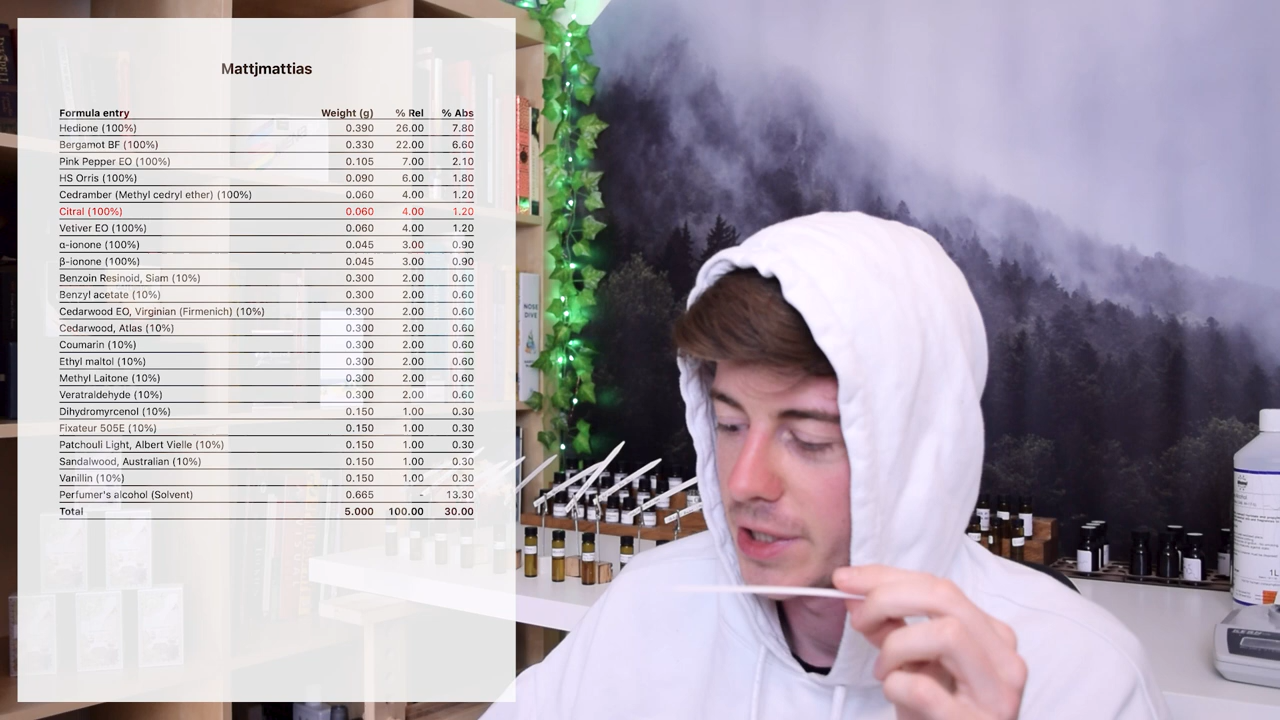 Mattjmattias
Formula entry Weight (g) % Rel % Abs
Hedione (100%) 0.390 26.00 7.80
Bergamot BF (100%) 0.330 22.00 6.60
Pink Pepper EO (100%) 0.105 7.00 2.10
HS Orris (100%) 0.090 6.00 1.80
Cedramber (Methyl cedryl ether) (100%) 0.060 4.00 1.20
Citral (100%) 0.060 4.00 1.20
Vetiver EO (100%) 0.060 4.00 1.20
α-ionone (100%) 0.045 3.00 0.90
β-ionone (100%) 0.045 3.00 0.90
Benzoin Resinoid, Siam (10%) 0.300 2.00 0.60
Benzyl acetate (10%) 0.300 2.00 0.60
Cedarwood EO, Virginian (Firmenich) (10%) 0.300 2.00 0.60
Cedarwood, Atlas (10%) 0.300 2.00 0.60
Coumarin (10%) 0.300 2.00 0.60
Ethyl maltol (10%) 0.300 2.00 0.60
Methyl Laitone (10%) 0.300 2.00 0.60
Veratraldehyde (10%) 0.300 2.00 0.60
Dihydromyrcenol (10%) 0.150 1.00 0.30
Fixateur 505E (10%) 0.150 1.00 0.30
Patchouli Light, Albert Vielle (10%) 0.150 1.00 0.30
Sandalwood, Australian (10%) 0.150 1.00 0.30
Vanillin (10%) 0.150 1.00 0.30
Perfumer's alcohol (Solvent) 0.665 - 13.30
Total 5.000 100.00 30.00
NOSE
DIVE
1L